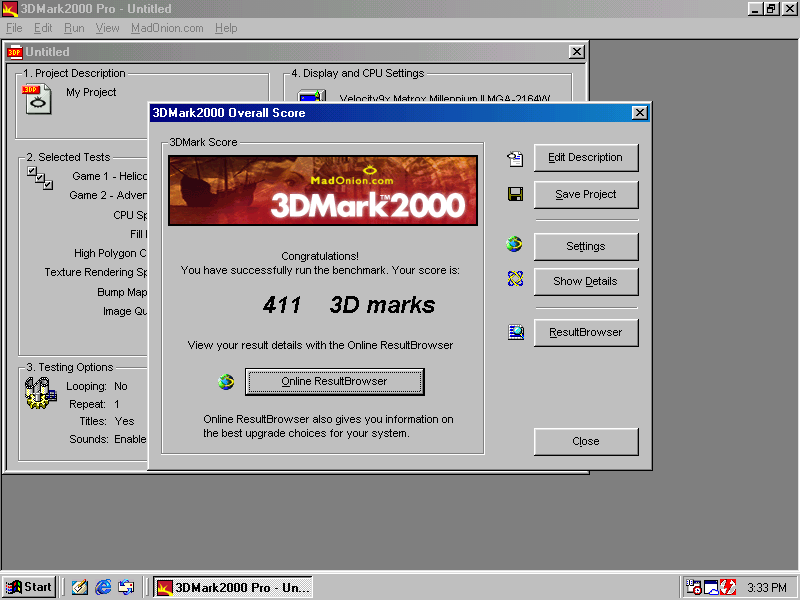 3DMark2000 Pro - Untitled
File Edit Run View MadOnion.com Help
Untitled
1. Project Description
My Project
4. Display and CPU Settings
Velocity9x Matrox Millennium II MGA-2164W
2. Selected Tests
Game 1 - Helico
Game 2 - Adven
CPU Sp
Fill
High Polygon C
Texture Rendering Sp
Bump Map
Image Qu
3. Testing Options
Looping: No
Repeat: 1
Titles: Yes
Sounds: Enable
3DMark2000 Overall Score
3DMark Score
MadOnion.com
3DMark™2000
Congratulations!
You have successfully run the benchmark. Your score is:
411 3D marks
View your result details with the Online ResultBrowser
Online ResultBrowser
Online ResultBrowser also gives you information on
the best upgrade choices for your system.
Edit Description
Save Project
Settings
Show Details
ResultBrowser
Close
Start
3DMark2000 Pro - Un...
3:33 PM